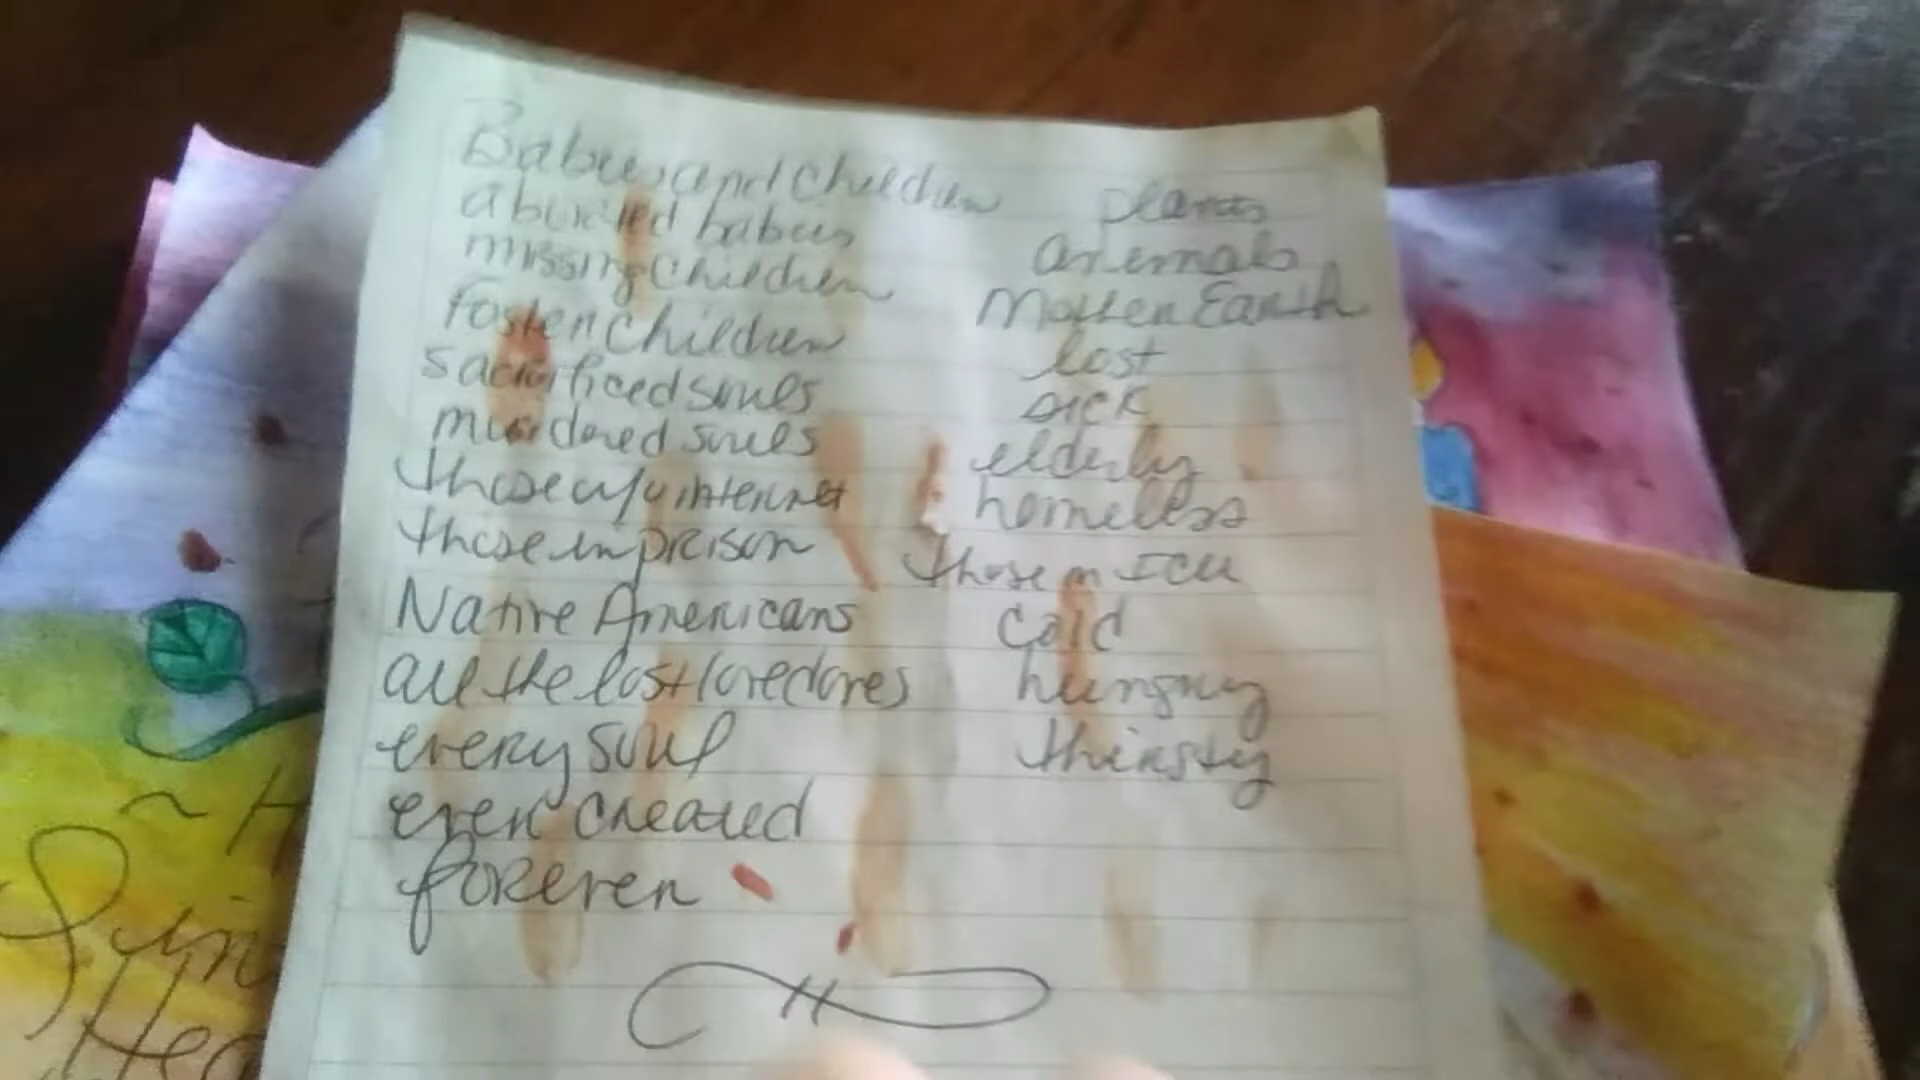 Babies and Children
aborted babies
missing Children
Foster Children
sacrificed souls
murdered souls
those w/o internet
those in prison
Native Americans
all the lost loved ones
every soul
ever created
forever
plants
animals
Mother Earth
lost
sick
elderly
homeless
those in ICU
cold
hungry
thirsty
~ H